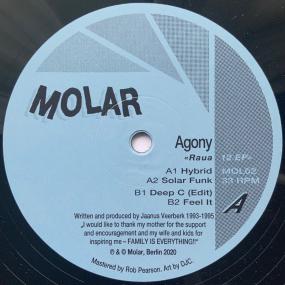 MOLAR
Agony
«Raua 12 EP»
A1 Hybrid MOL02
A2 Solar Funk 33 RPM
B1 Deep C (Edit)
B2 Feel It
A
Written and produced by Jaanus Veerberk 1993-1995
„I would like to thank my mother for the support
and encouragement and my wife and kids for
inspiring me – FAMILY IS EVERYTHING!"
℗ & © Molar, Berlin 2020
Mastered by Rob Pearson. Art by DJC.